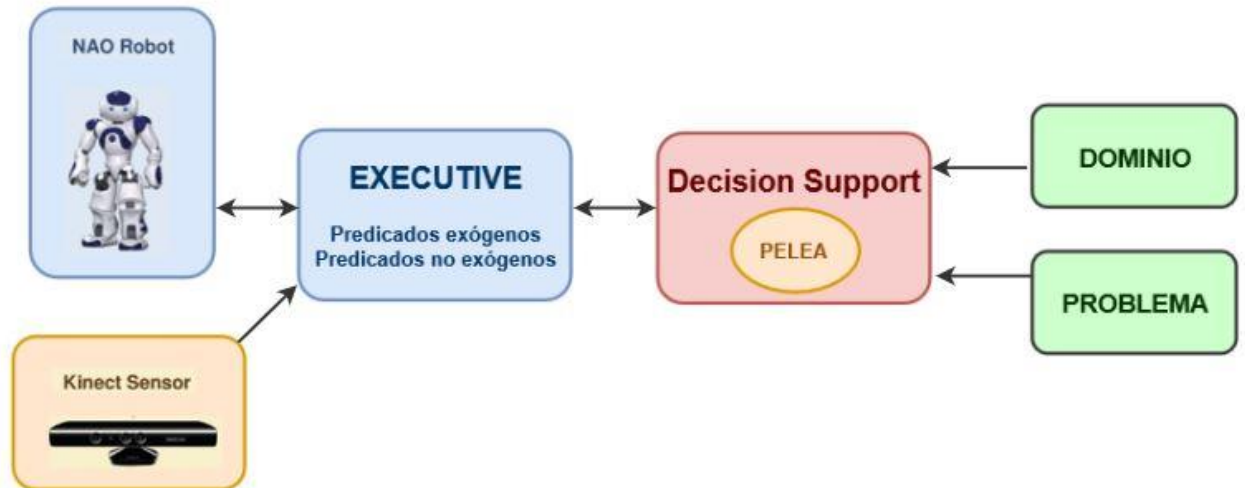 NAO Robot
EXECUTIVE
Predicados exógenos
Predicados no exógenos
Kinect Sensor
Decision Support
PELEA
DOMINIO
PROBLEMA